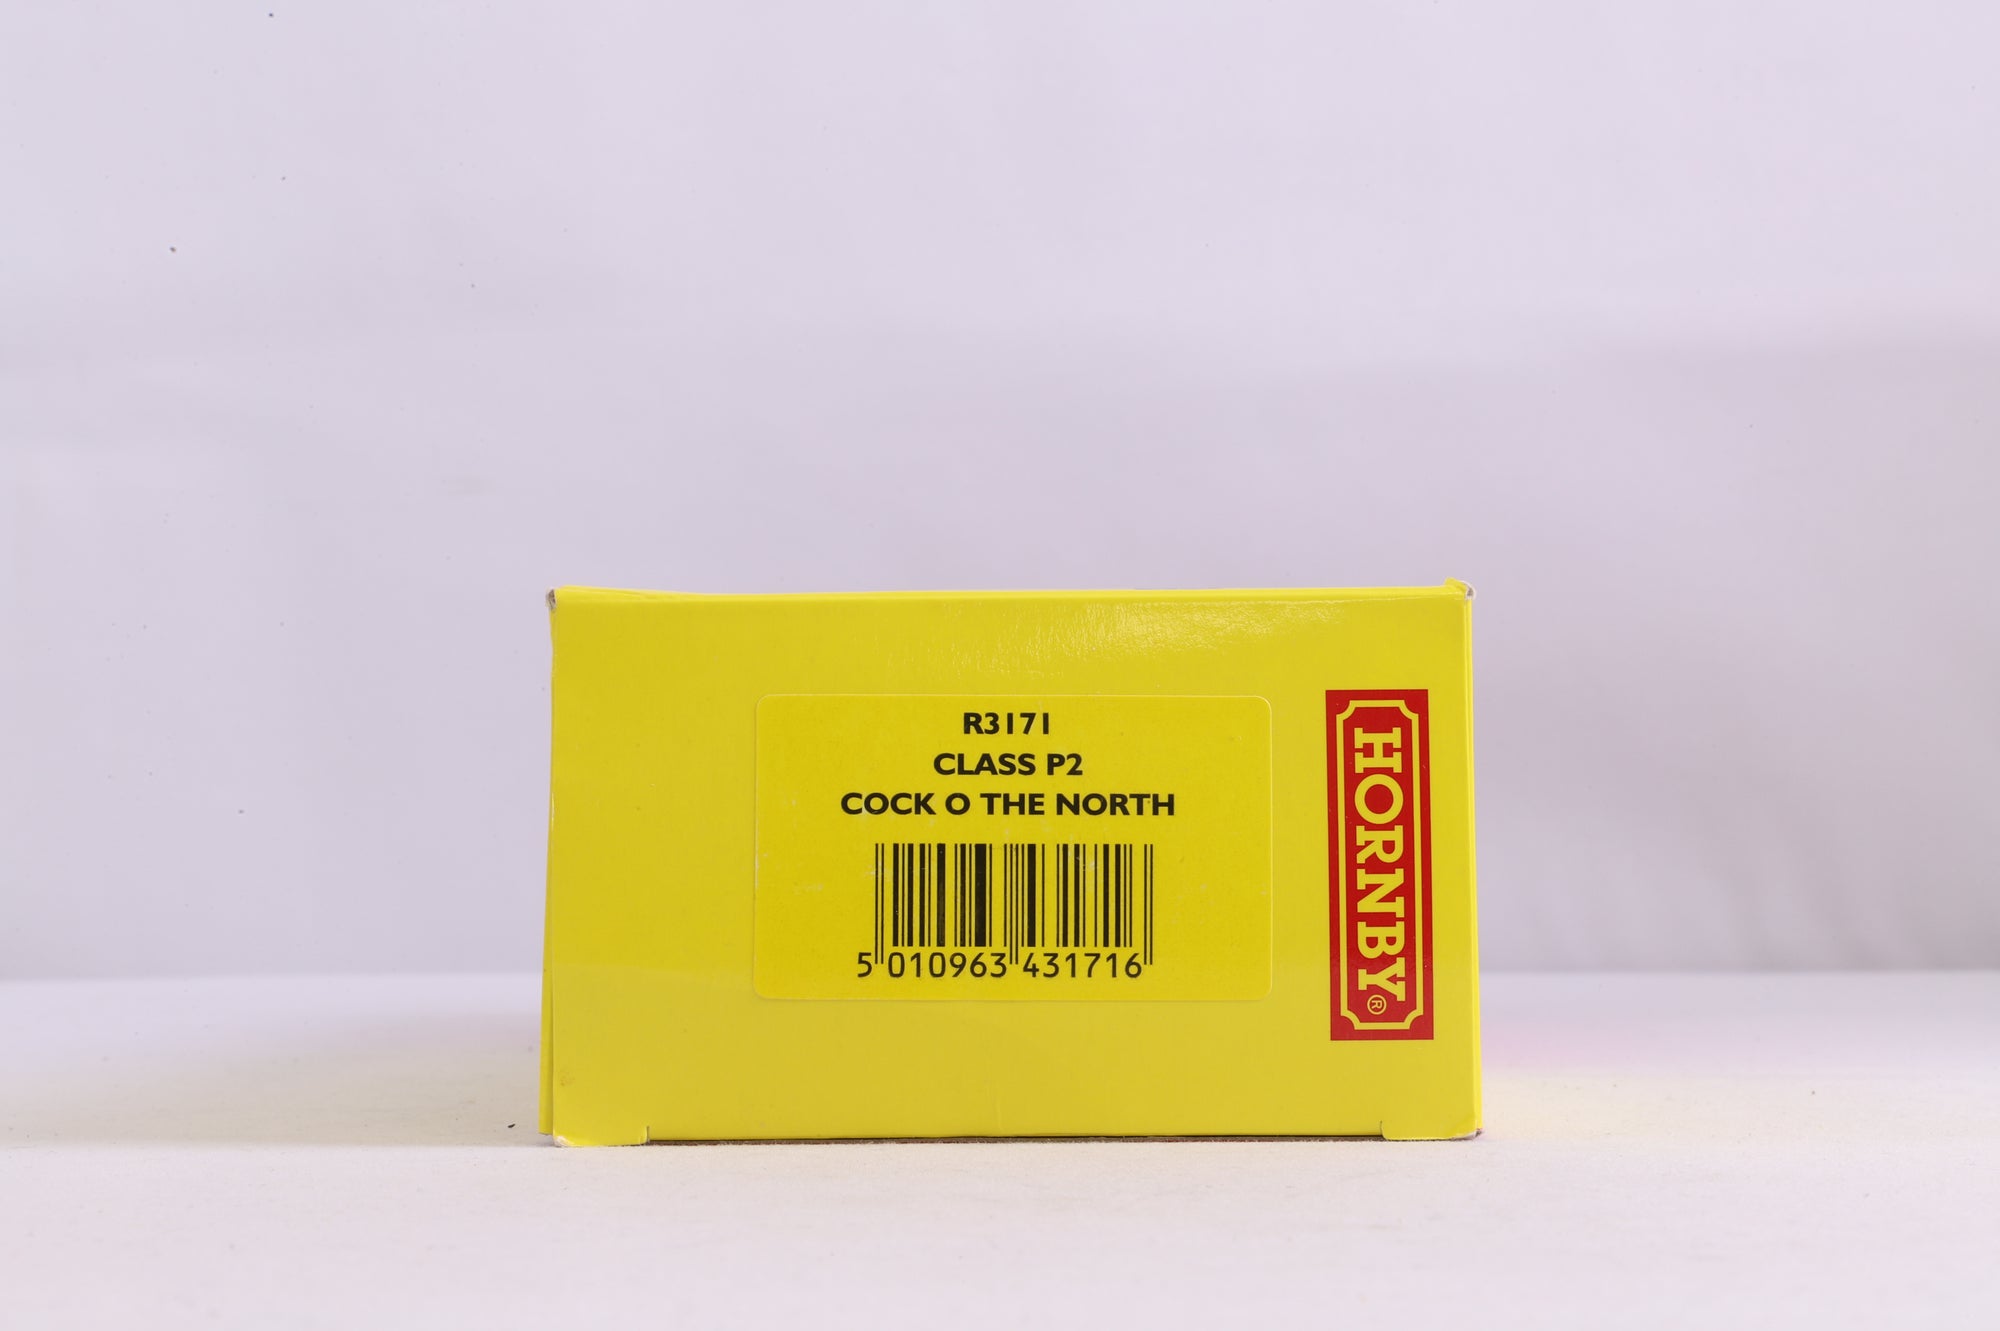 R3171
CLASS P2
COCK O THE NORTH
5 010963 431716
HORNBY®